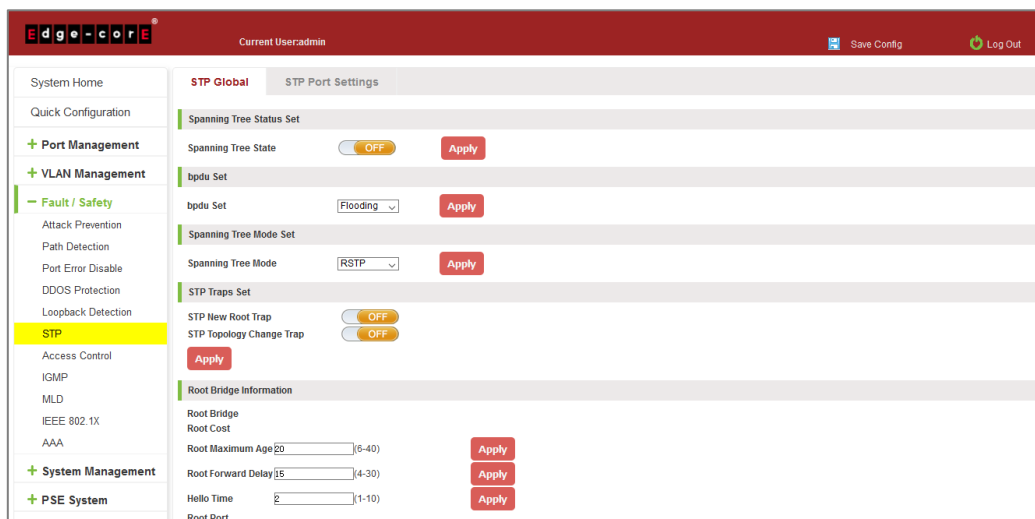 Edge-corE®
Current User:admin
Save Config
Log Out
System Home
Quick Configuration
+ Port Management
+ VLAN Management
− Fault / Safety
Attack Prevention
Path Detection
Port Error Disable
DDOS Protection
Loopback Detection
STP
Access Control
IGMP
MLD
IEEE 802.1X
AAA
+ System Management
+ PSE System
STP Global STP Port Settings
Spanning Tree Status Set
Spanning Tree State OFF Apply
bpdu Set
bpdu Set Flooding Apply
Spanning Tree Mode Set
Spanning Tree Mode RSTP Apply
STP Traps Set
STP New Root Trap OFF
STP Topology Change Trap OFF
Apply
Root Bridge Information
Root Bridge
Root Cost
Root Maximum Age 20 (6-40) Apply
Root Forward Delay 15 (4-30) Apply
Hello Time 2 (1-10) Apply
Root Port